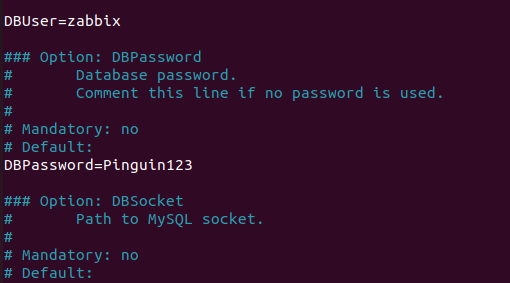 DBUser=zabbix
### Option: DBPassword
#       Database password.
#       Comment this line if no password is used.
#
# Mandatory: no
# Default:
DBPassword=Pinguin123
### Option: DBSocket
#       Path to MySQL socket.
#
# Mandatory: no
# Default: